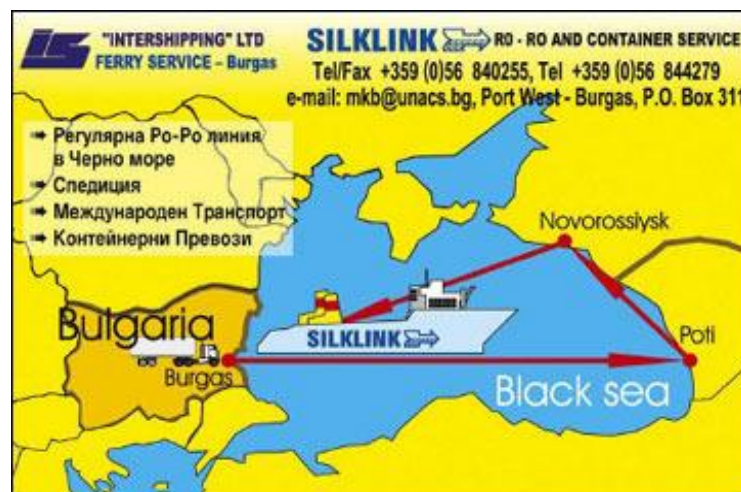 IS "INTERSHIPPING" LTD
FERRY SERVICE – Burgas
SILKLINK RO - RO AND CONTAINER SERVICE
Tel/Fax +359 (0)56 840255, Tel +359 (0)56 844279
e-mail: mkb@unacs.bg, Port West - Burgas, P.O. Box 311
Регулярна Ро-Ро линия
в Черно море
Спедиция
Международен Транспорт
Контейнерни Превози
Novorossiysk
Bulgaria
SILKLINK
Poti
Burgas
Black sea